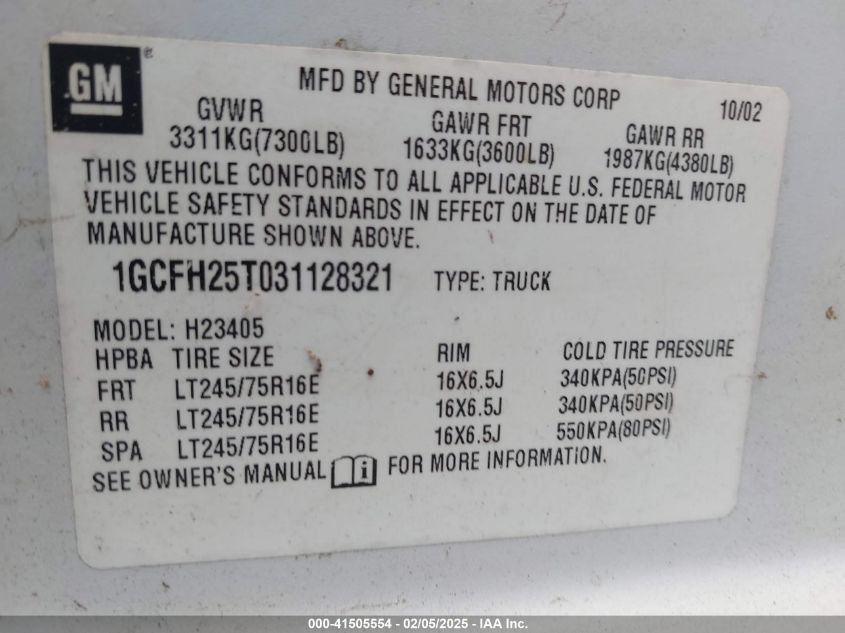 GM ®
MFD BY GENERAL MOTORS CORP 10/02
GVWR GAWR FRT GAWR RR
3311KG(7300LB) 1633KG(3600LB) 1987KG(4380LB)
THIS VEHICLE CONFORMS TO ALL APPLICABLE U.S. FEDERAL MOTOR
VEHICLE SAFETY STANDARDS IN EFFECT ON THE DATE OF
MANUFACTURE SHOWN ABOVE.
1GCFH25T031128321 TYPE: TRUCK
MODEL: H23405
HPBA TIRE SIZE RIM COLD TIRE PRESSURE
FRT LT245/75R16E 16X6.5J 340KPA(50PSI)
RR LT245/75R16E 16X6.5J 340KPA(50PSI)
SPA LT245/75R16E 16X6.5J 550KPA(80PSI)
SEE OWNER'S MANUAL i FOR MORE INFORMATION.
000-41505554 - 02/05/2025 - IAA Inc.